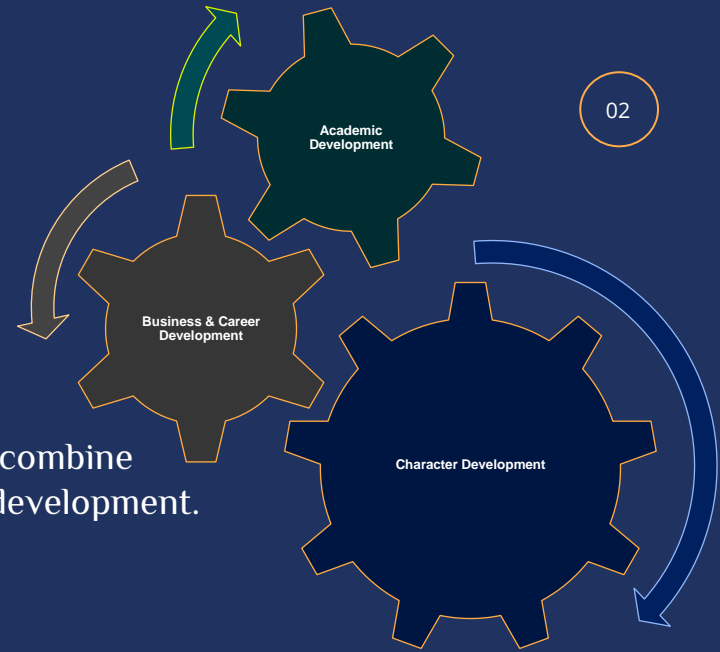 02
Academic
Development
Business & Career
Development
Character Development
combine
development.